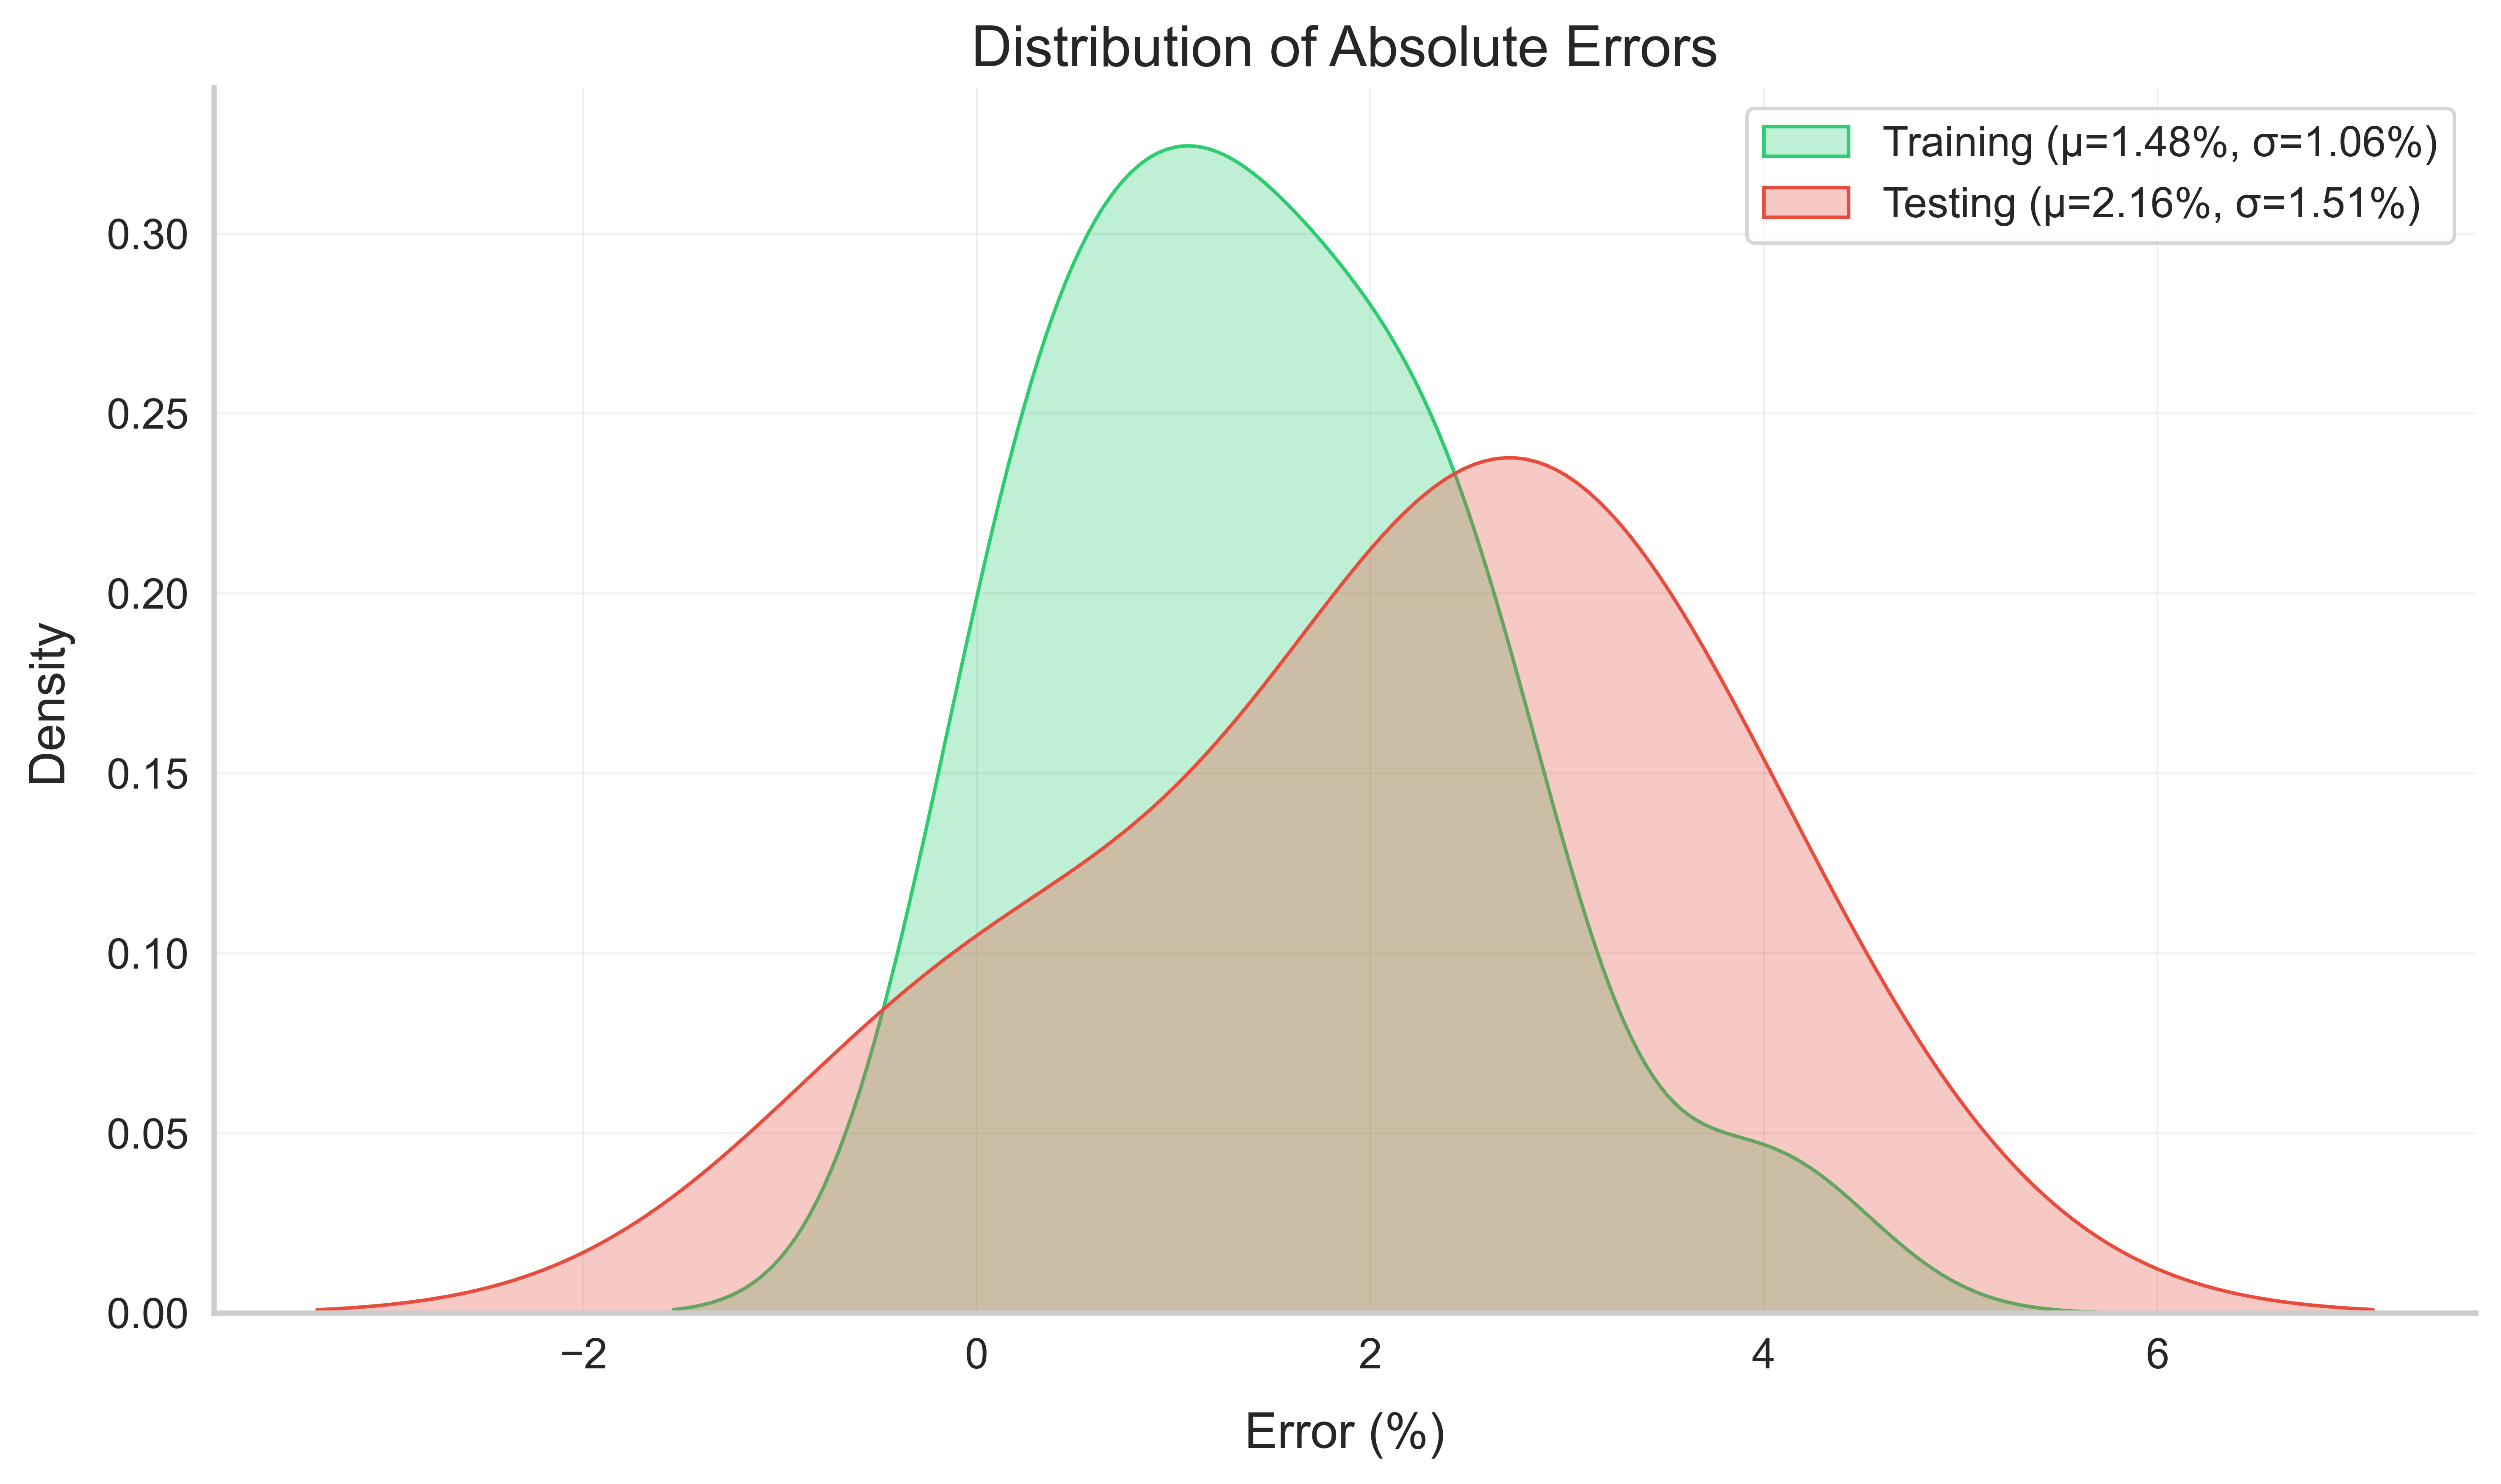 Distribution of Absolute Errors
Training (μ=1.48%, σ=1.06%)
Testing (μ=2.16%, σ=1.51%)
Density
0.30
0.25
0.20
0.15
0.10
0.05
0.00
−2
0
2
4
6
Error (%)